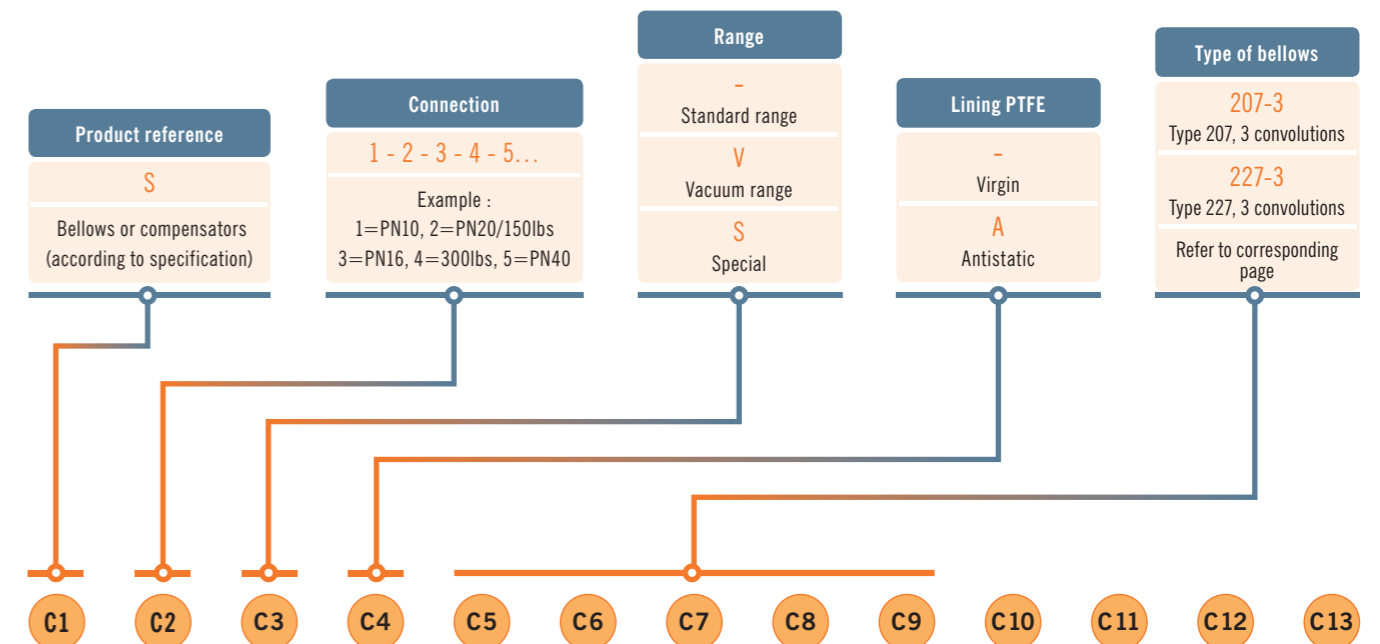 Product reference
S
Bellows or compensators
(according to specification)
Connection
1 - 2 - 3 - 4 - 5...
Example :
1=PN10, 2=PN20/150lbs
3=PN16, 4=300lbs, 5=PN40
Range
-
Standard range
V
Vacuum range
S
Special
Lining PTFE
-
Virgin
A
Antistatic
Type of bellows
207-3
Type 207, 3 convolutions
227-3
Type 227, 3 convolutions
Refer to corresponding
page
C1 C2 C3 C4 C5 C6 C7 C8 C9 C10 C11 C12 C13